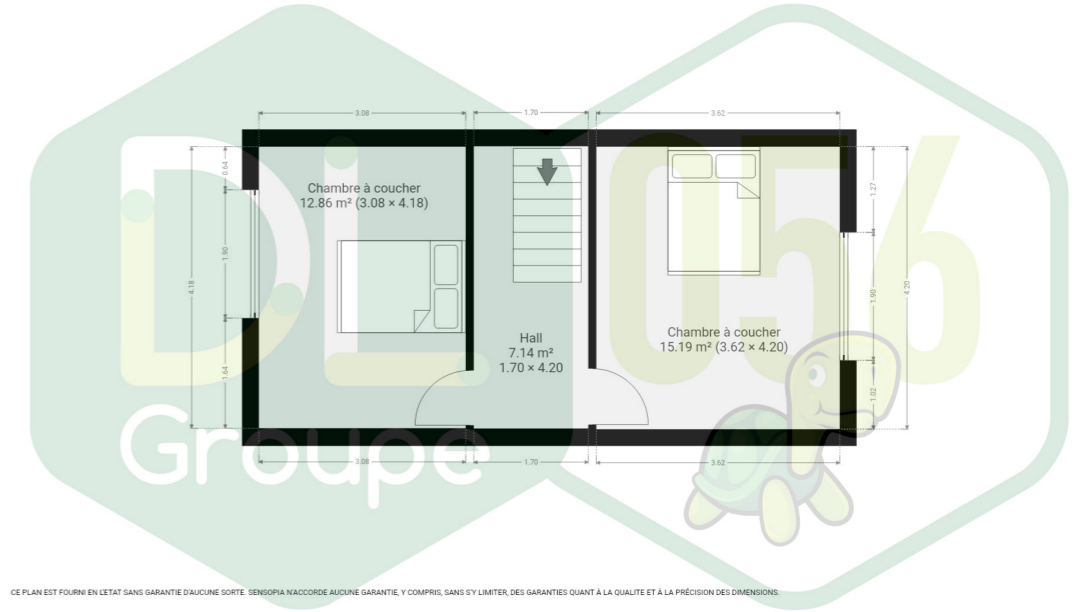 DL
Groupe
056
3.08
1.70
3.62
0.64
1.90
1.64
4.18
Chambre à coucher
12.86 m² (3.08 × 4.18)
Hall
7.14 m²
1.70 × 4.20
Chambre à coucher
15.19 m² (3.62 × 4.20)
1.27
1.90
1.02
4.20
3.08
1.70
3.62
CE PLAN EST FOURNI EN L'ETAT SANS GARANTIE D'AUCUNE SORTE. SENSOPIA N'ACCORDE AUCUNE GARANTIE, Y COMPRIS, SANS S'Y LIMITER, DES GARANTIES QUANT À LA QUALITE ET À LA PRÉCISION DES DIMENSIONS.